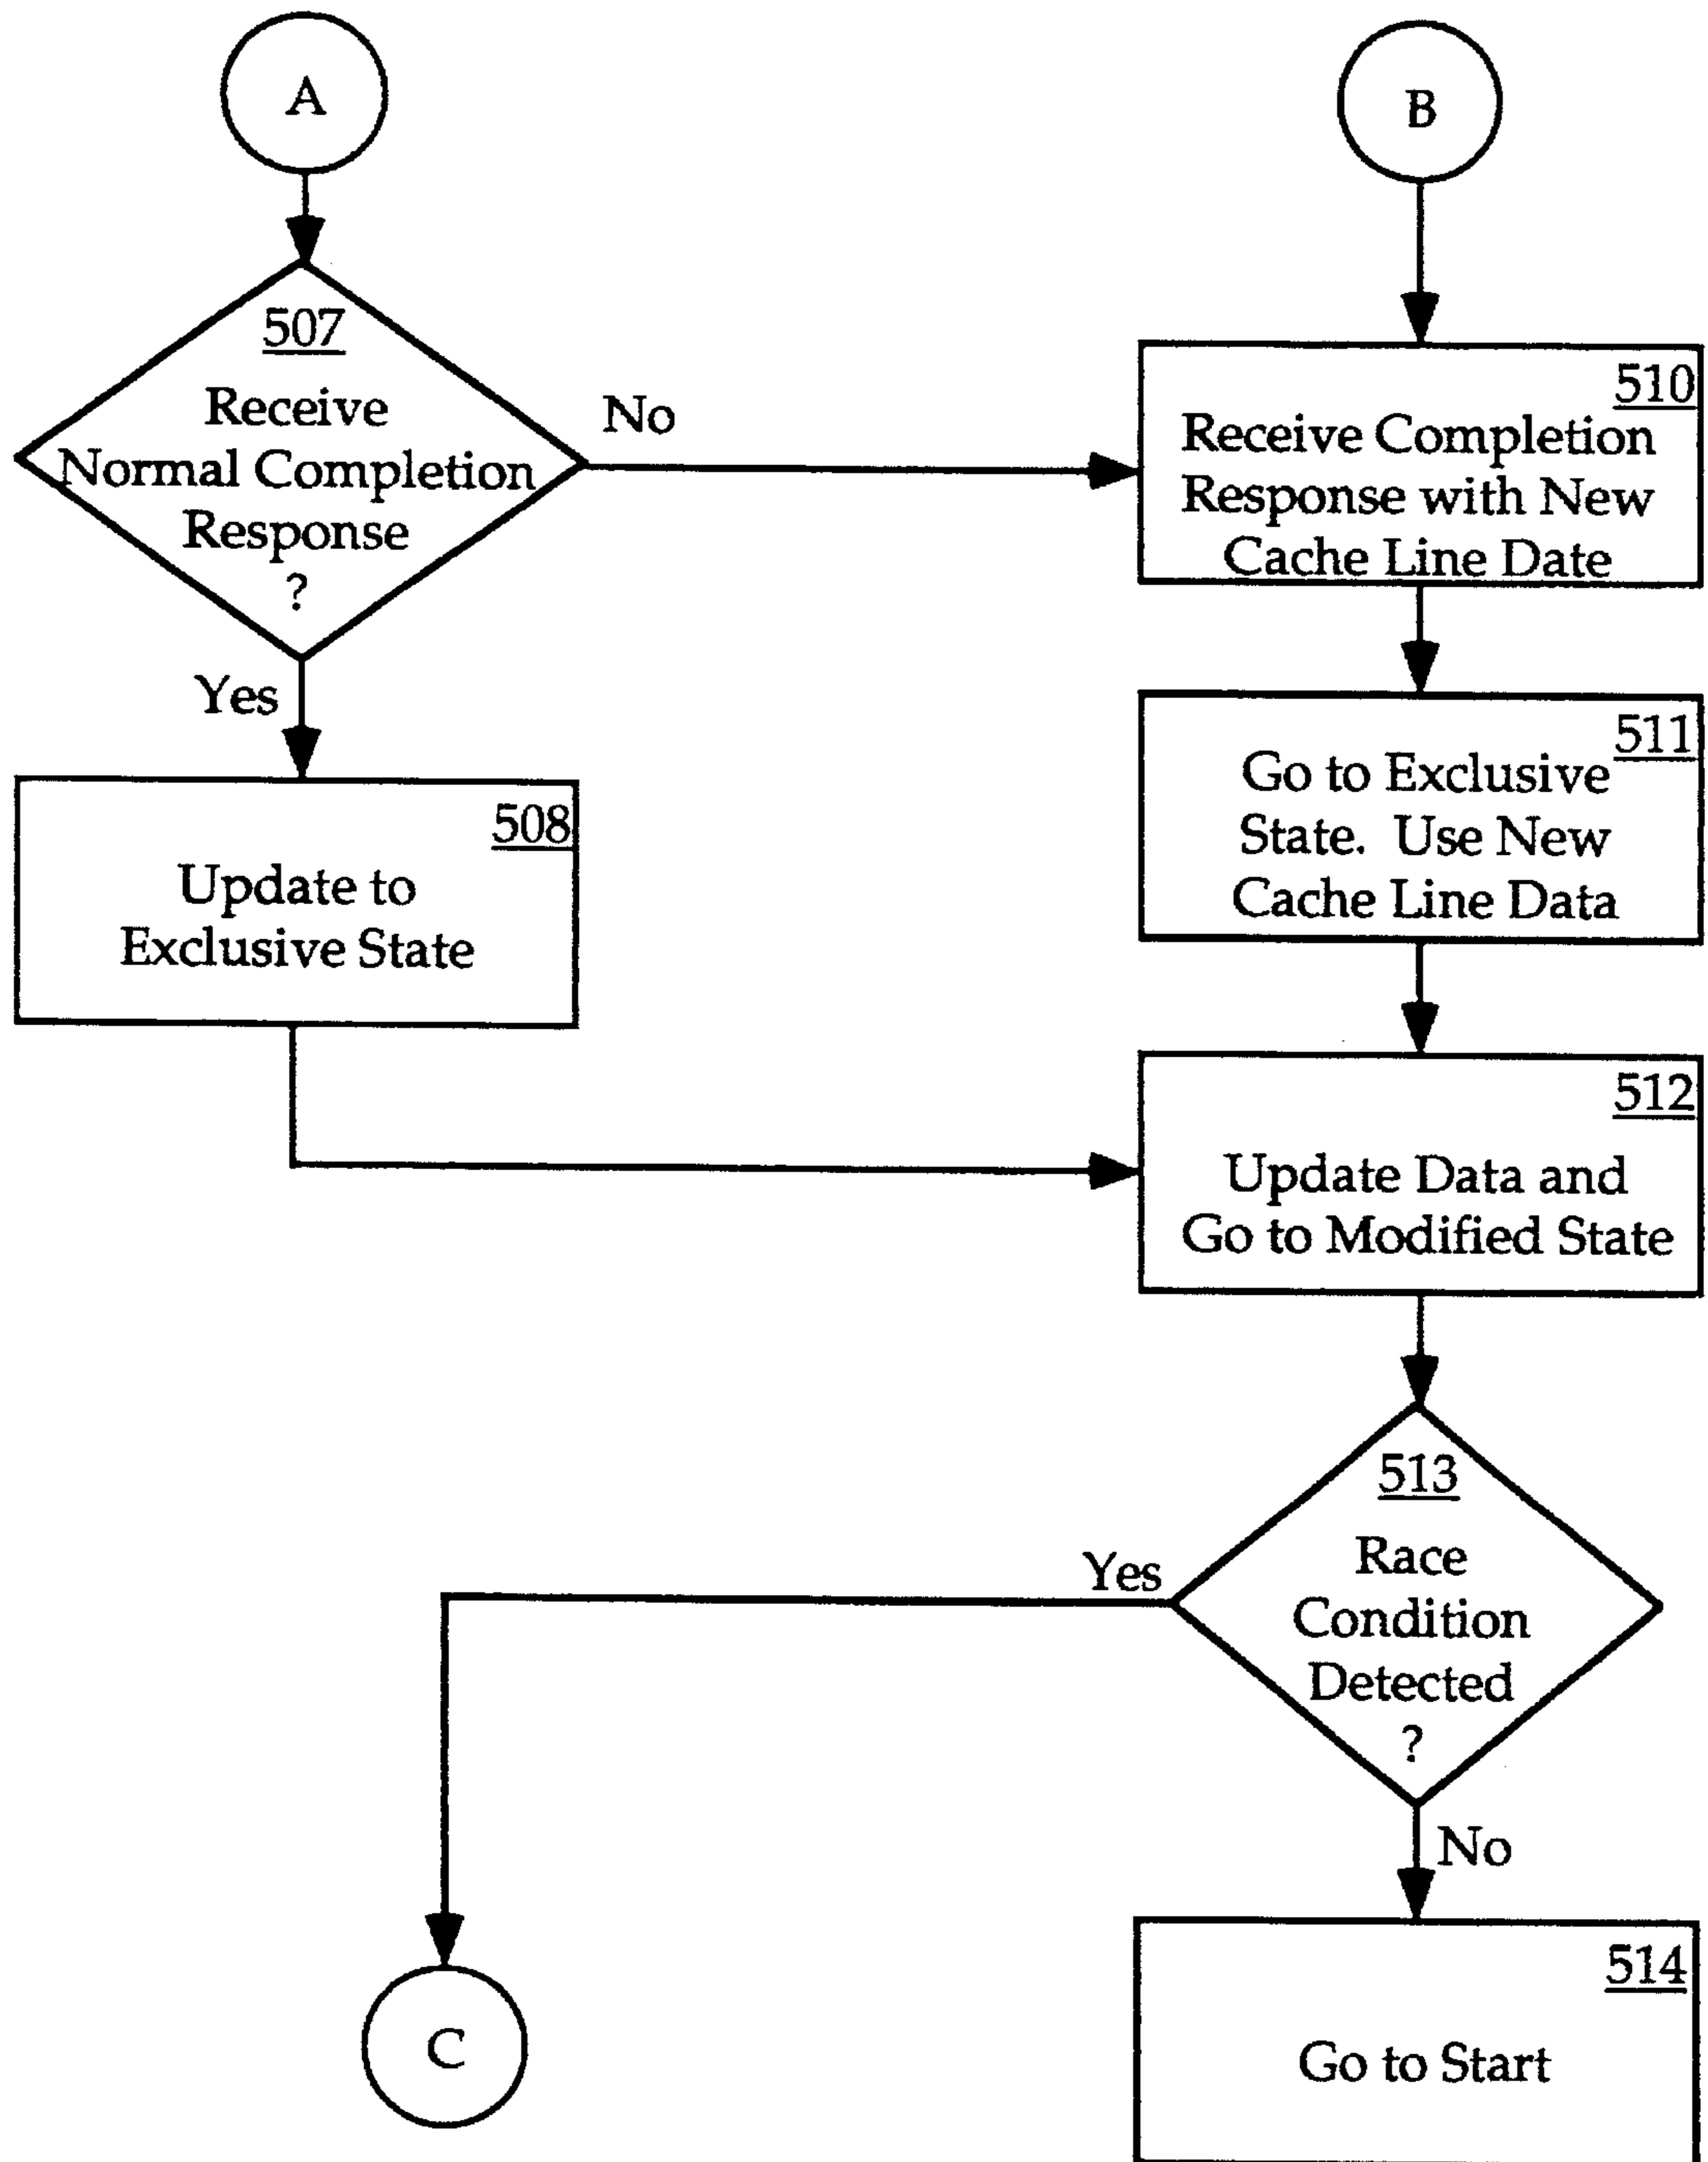 A
B
507
Receive
Normal Completion
Response
?
No
Yes
510
Receive Completion
Response with New
Cache Line Date
511
Go to Exclusive
State. Use New
Cache Line Data
508
Update to
Exclusive State
512
Update Data and
Go to Modified State
513
Race
Condition
Detected
?
Yes
No
C
514
Go to Start